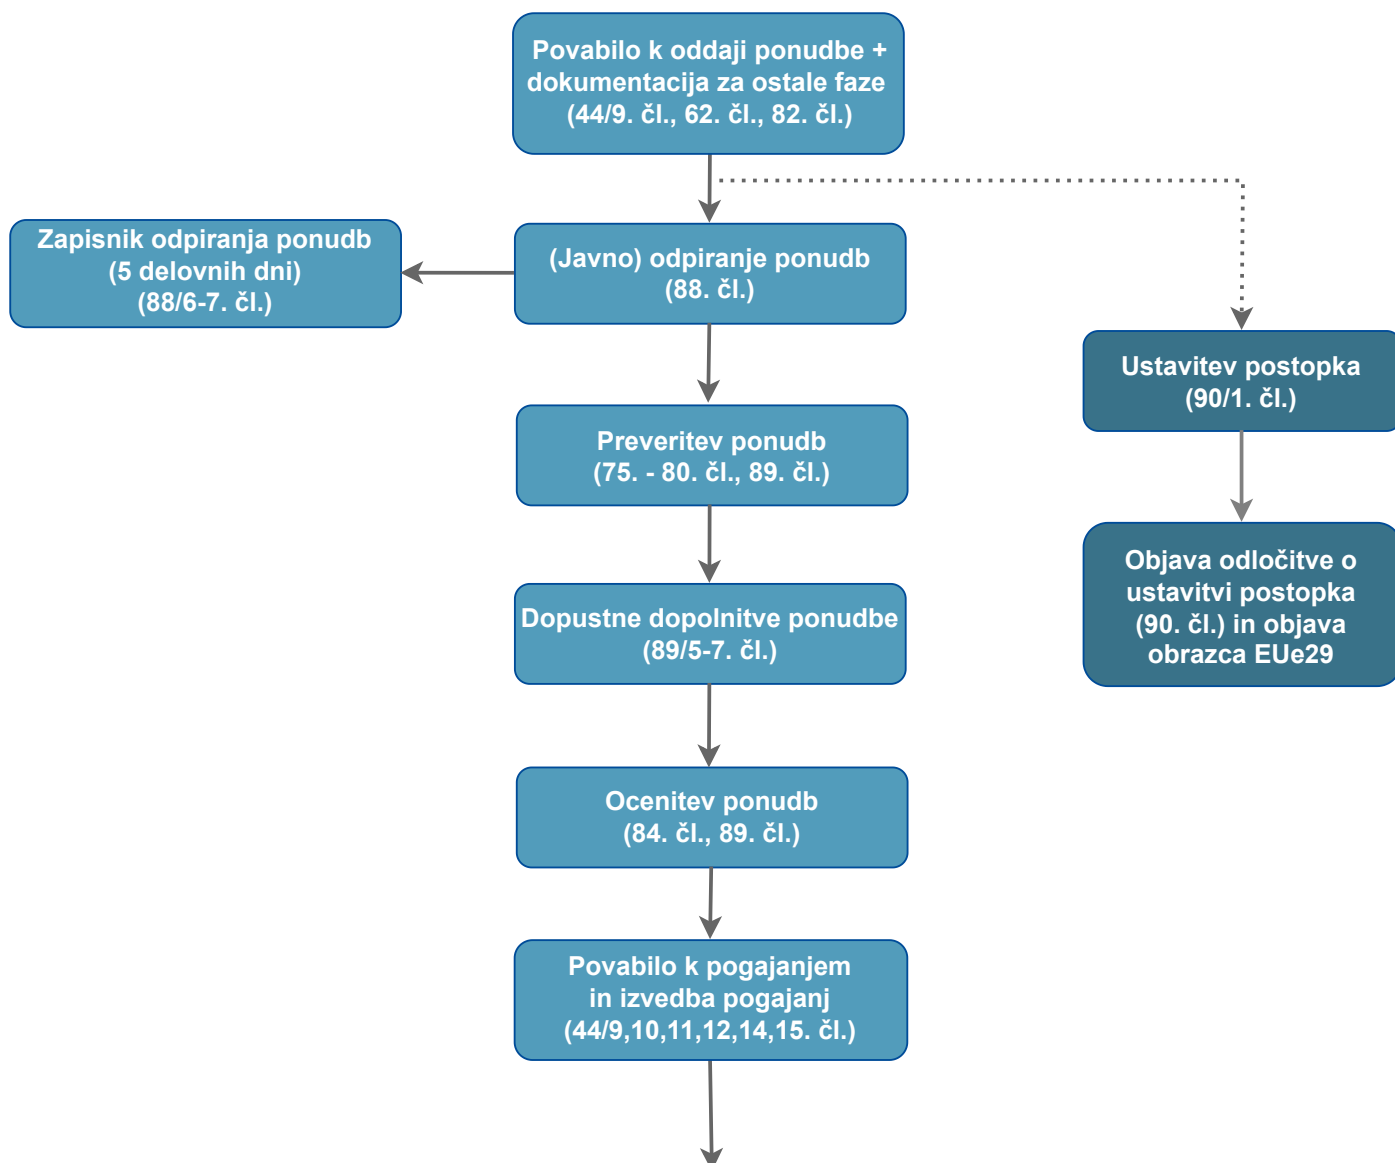 Povabilo k oddaji ponudbe +
dokumentacija za ostale faze
(44/9. čl., 62. čl., 82. čl.)
Zapisnik odpiranja ponudb
(5 delovnih dni)
(88/6-7. čl.)
(Javno) odpiranje ponudb
(88. čl.)
Ustavitev postopka
(90/1. čl.)
Preveritev ponudb
(75. - 80. čl., 89. čl.)
Objava odločitve o
ustavitvi postopka
(90. čl.) in objava
obrazca EUe29
Dopustne dopolnitve ponudbe
(89/5-7. čl.)
Ocenitev ponudb
(84. čl., 89. čl.)
Povabilo k pogajanjem
in izvedba pogajanj
(44/9,10,11,12,14,15. čl.)